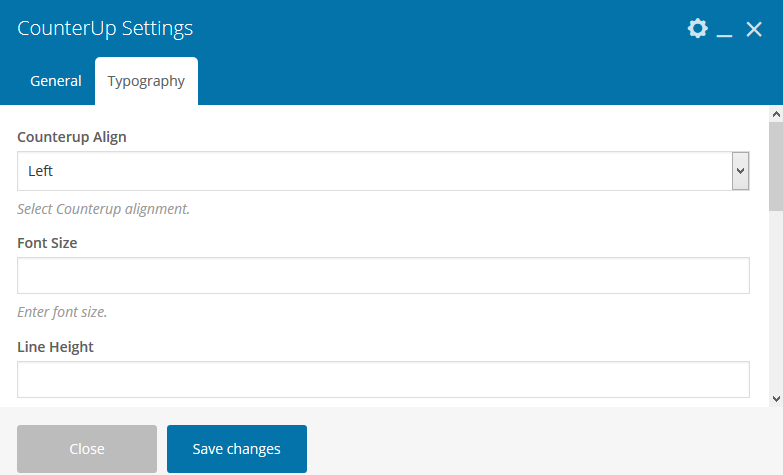 CounterUp Settings
General Typography
Counterup Align
Left
Select Counterup alignment.
Font Size
Enter font size.
Line Height
Close Save changes